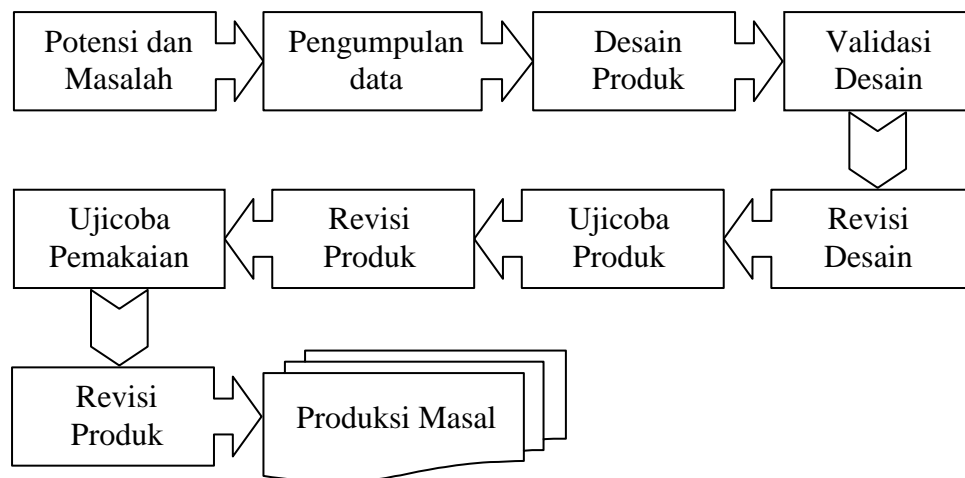 Potensi dan
Masalah
Pengumpulan
data
Desain
Produk
Validasi
Desain
Revisi
Desain
Ujicoba
Produk
Revisi
Produk
Ujicoba
Pemakaian
Revisi
Produk
Produksi Masal